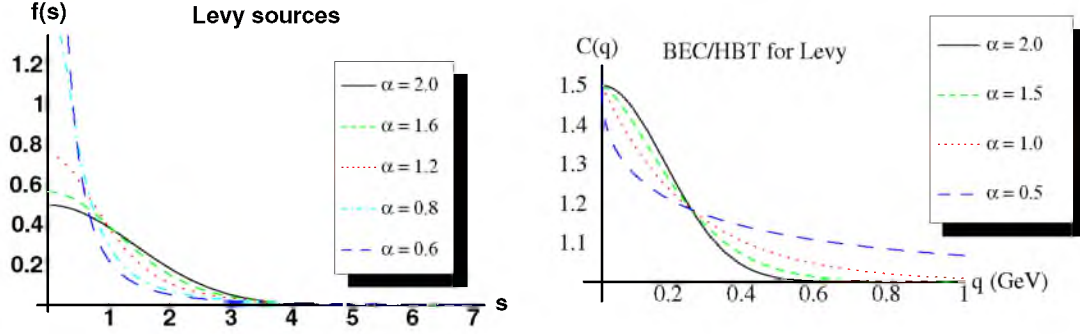 f(s)
Levy sources
1.2
1
0.8
0.6
0.4
0.2
1 2 3 4 5 6 7 s
α = 2.0
α = 1.6
α = 1.2
α = 0.8
α = 0.6
C(q)
BEC/HBT for Levy
1.5
1.4
1.3
1.2
1.1
0.2 0.4 0.6 0.8 1 q (GeV)
α = 2.0
α = 1.5
α = 1.0
α = 0.5